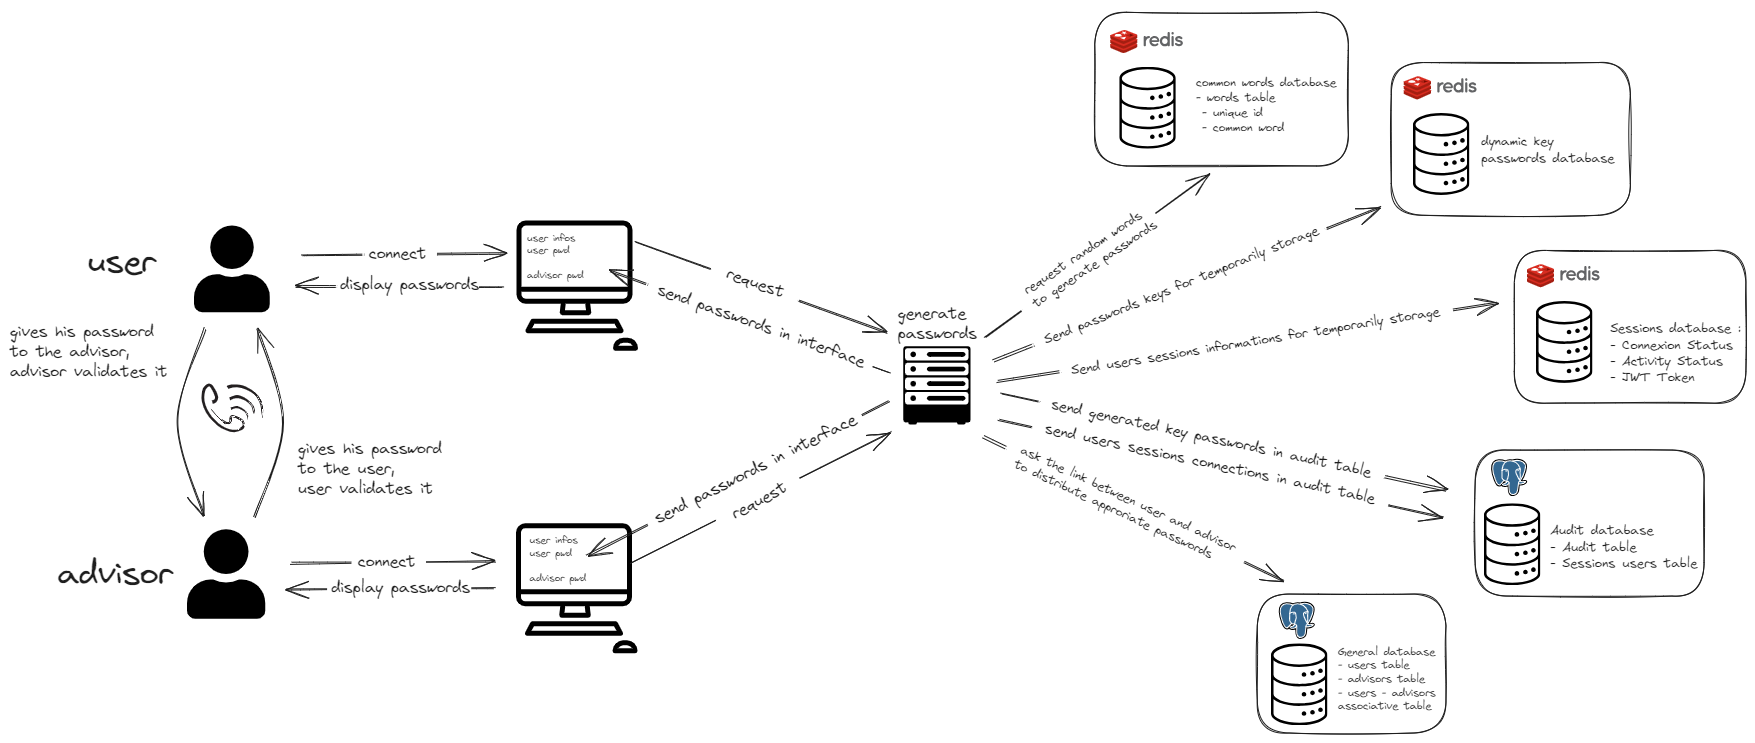 redis
common words database
- words table
- unique id
- common word
redis
dynamic key
passwords database
redis
Sessions database :
- Connexion Status
- Activity Status
- JWT Token
user
connect
display passwords
user infos
user pwd
advisor pwd
request
send passwords in interface
generate
passwords
request random words
to generate passwords
Send passwords keys for temporarily storage
Send users sessions informations for temporarily storage
send generated key passwords in audit table
send users sessions connections in audit table
ask the link between user and advisor
to distribute approriate passwords
gives his password
to the advisor,
advisor validates it
gives his password
to the user,
user validates it
send passwords in interface
request
advisor
connect
display passwords
user infos
user pwd
advisor pwd
Audit database
- Audit table
- Sessions users table
General database
- users table
- advisors table
- users - advisors
associative table